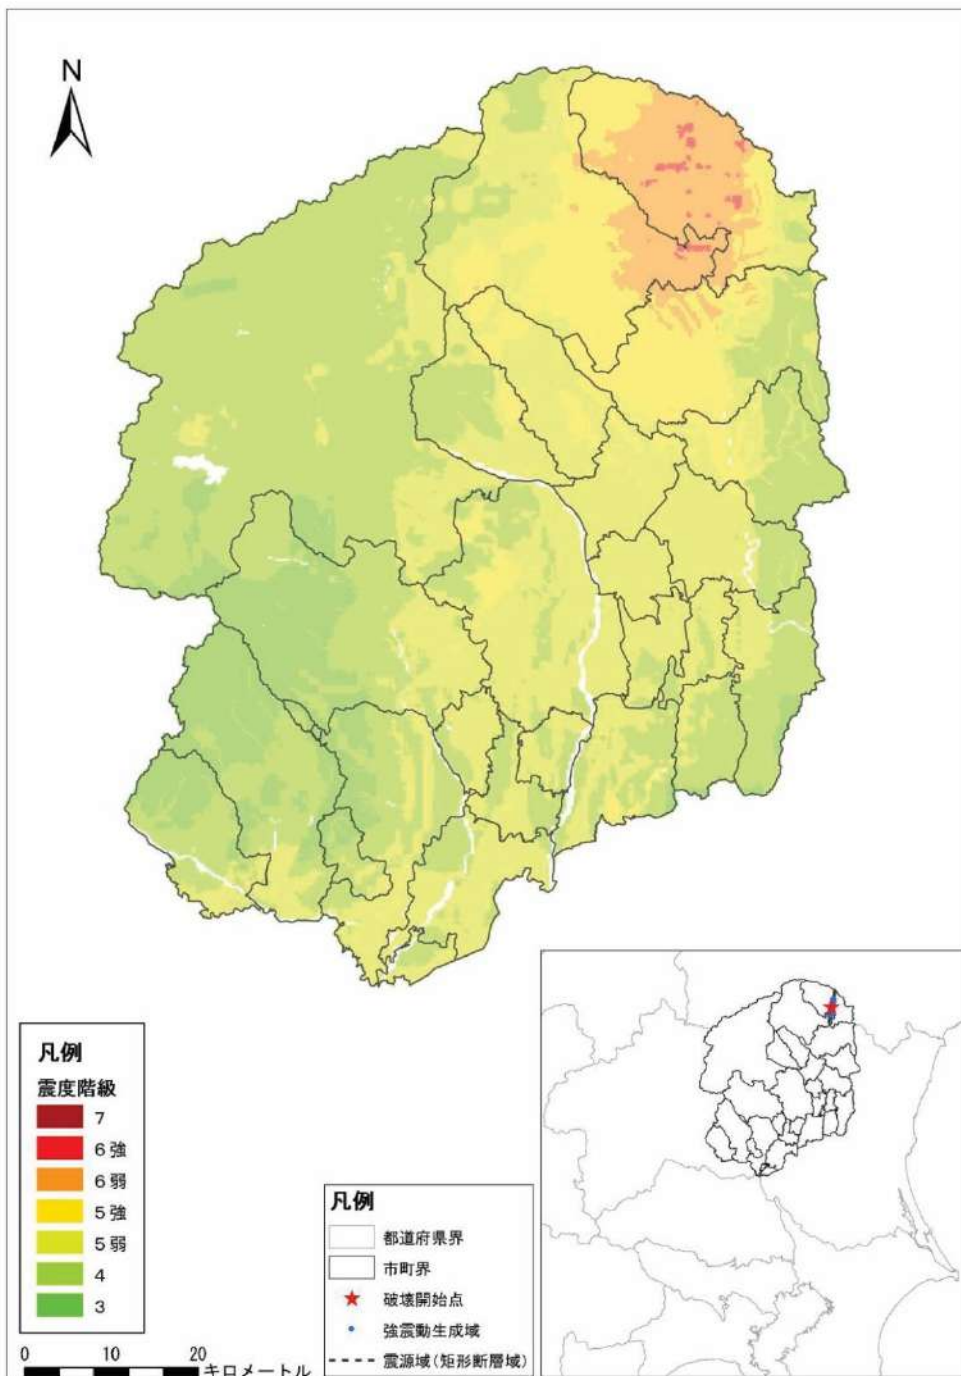 N
凡例
震度階級
7
6強
6弱
5強
5弱
4
3
0 10 20
キロメートル
凡例
都道府県界
市町界
破壊開始点
強震動生成域
震源域(矩形断層域)